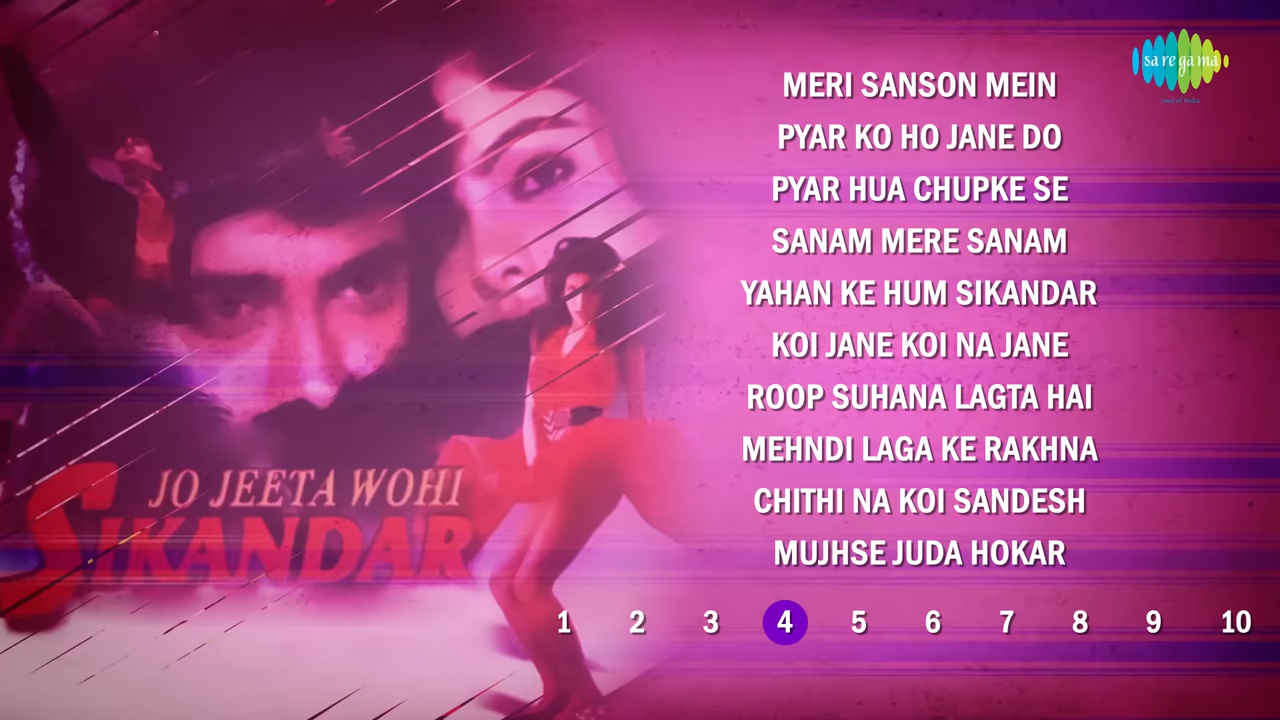 sa re ga ma
MERI SANSON MEIN
PYAR KO HO JANE DO
PYAR HUA CHUPKE SE
SANAM MERE SANAM
YAHAN KE HUM SIKANDAR
KOI JANE KOI NA JANE
ROOP SUHANA LAGTA HAI
MEHNDI LAGA KE RAKHNA
CHITHI NA KOI SANDESH
MUJHSE JUDA HOKAR
JO JEETA WOHI
SIKANDAR
1 2 3 4 5 6 7 8 9 10